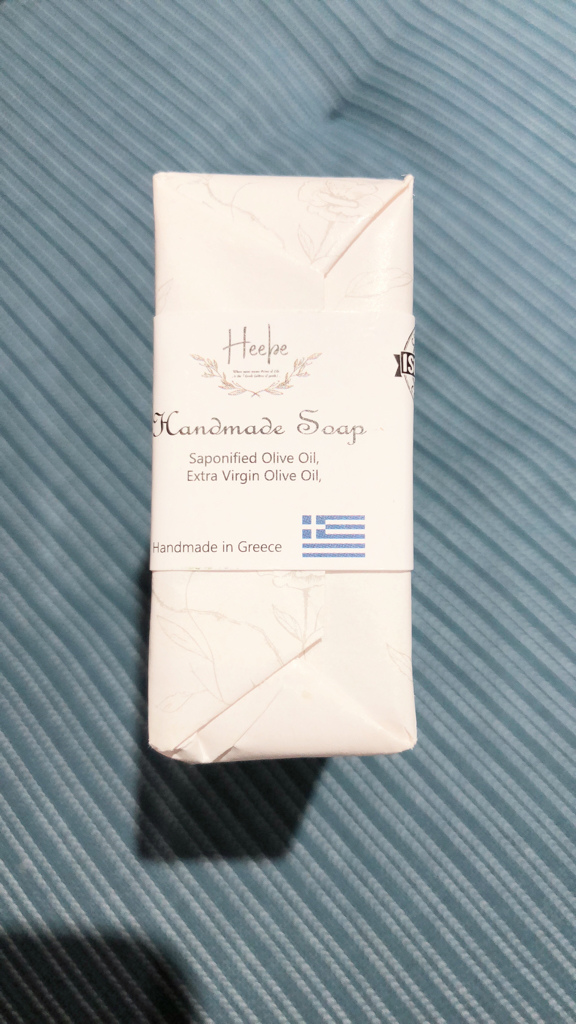 Heebe
Handmade Soap
Saponified Olive Oil,
Extra Virgin Olive Oil,
Handmade in Greece